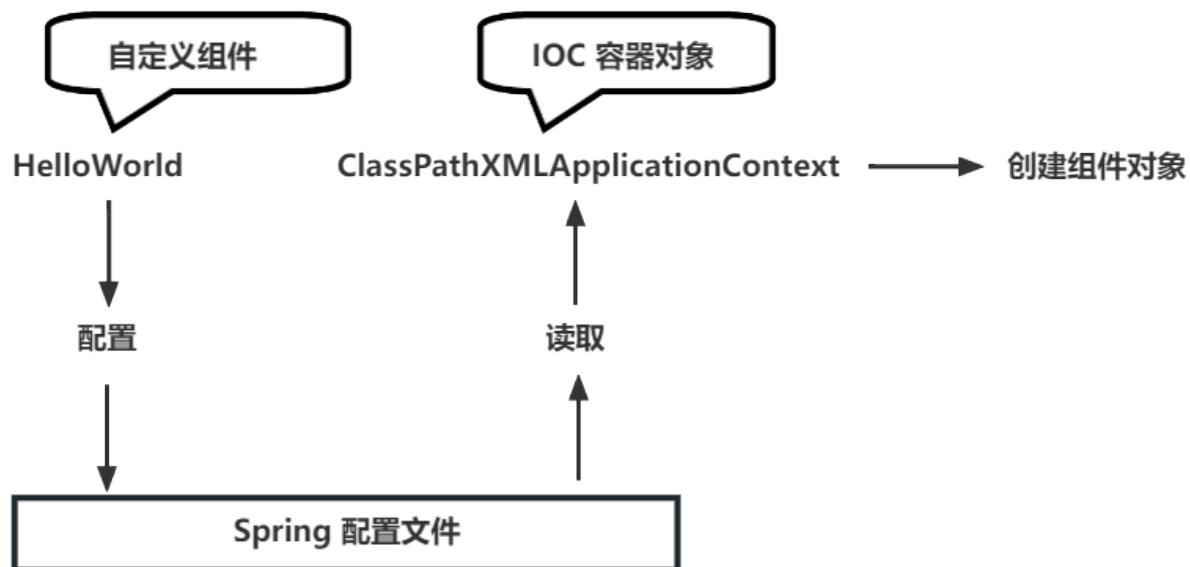 自定义组件
IOC 容器对象
HelloWorld
ClassPathXMLApplicationContext
创建组件对象
配置
读取
Spring 配置文件